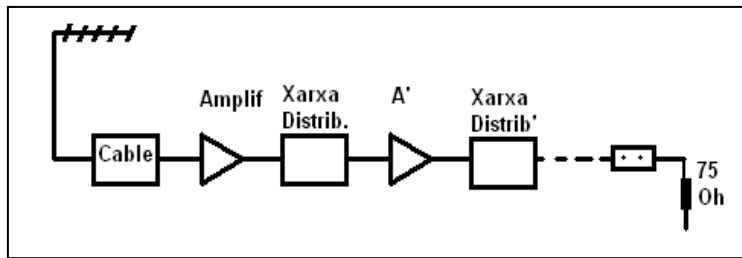 Amplif
Xarxa
Distrib.
A'
Xarxa
Distrib'
Cable
75
Oh